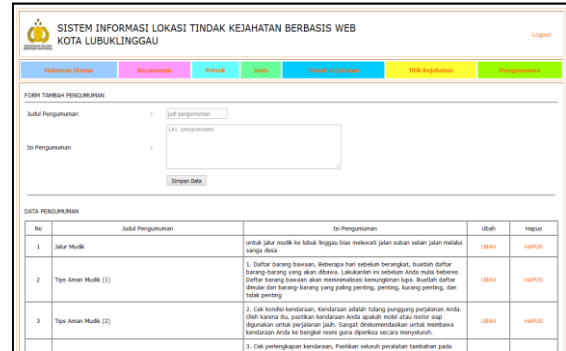 SISTEM INFORMASI LOKASI TINDAK KEJAHATAN BERBASIS WEB
KOTA LUBUKLINGGAU
Logout
Halaman Utama Kecamatan Polsek Jenis Titik Kejahatan Pengumuman
FORM TAMBAH PENGUMUMAN
Judul Pengumuman : judl pengumuman
Isi Pengumuman : isi pengumuman
Simpan Data
DATA PENGUMUMAN
No Judul Pengumuman Isi Pengumuman Ubah Hapus
1 Jalur Mudik untuk jalur mudik ke lubuk linggau bias melewati jalan suban selain jalan melalui
sanga desa UBAH HAPUS
2 Tips Aman Mudik (1) 1. Daftar barang bawaan, Beberapa hari sebelum berangkat, buatlah daftar
barang-barang yang akan dibawa. Lakukanlah ini sebelum Anda mulai beberes.
Daftar barang bawaan akan meminimalisasi kemungkinan lupa. Buatlah daftar
dimulai dari barang-barang yang paling penting, penting, kurang penting, dan
tidak penting UBAH HAPUS
3 Tips Aman Mudik (2) 2. Cek kondisi kendaraan, Kendaraan adalah tulang punggung perjalanan Anda.
Oleh karena itu, pastikan kendaraan Anda apakah mobil atau motor siap
digunakan untuk perjalanan jauh. Sangat direkomendasikan untuk membawa
kendaraan Anda ke bengkel resmi guna diperiksa secara menyeluruh. UBAH HAPUS
3. Cek perlengkapan kendaraan, Pastikan seluruh peralatan tambahan pada